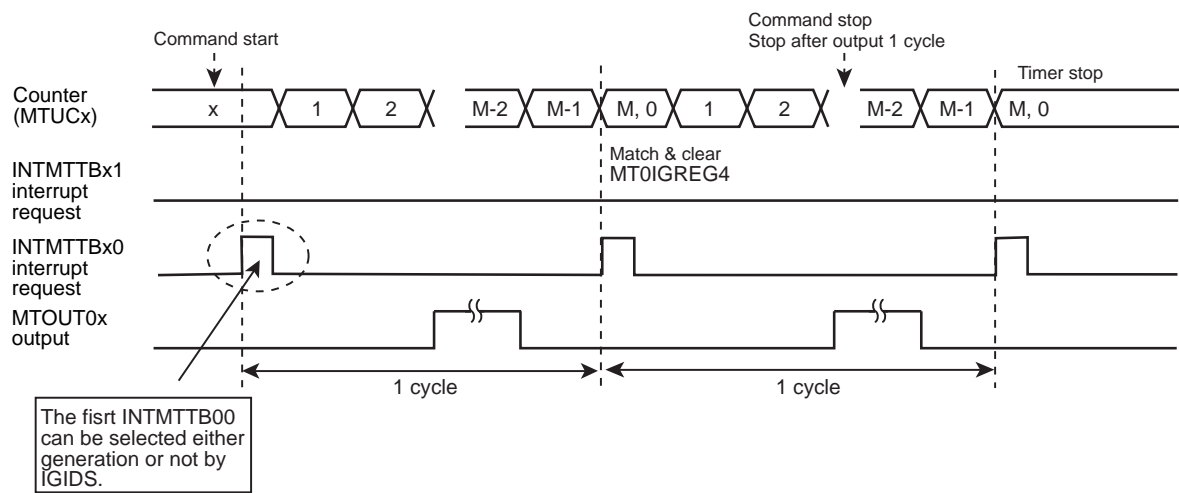 Command start
Command stop
Stop after output 1 cycle
Timer stop
Counter
(MTUCx)
x
1
2
M-2
M-1
M, 0
1
2
M-2
M-1
M, 0
Match & clear
MT0IGREG4
INTMTTBx1
interrupt
request
INTMTTBx0
interrupt
request
MTOUT0x
output
1 cycle
1 cycle
The fisrt INTMTTB00
can be selected either
generation or not by
IGIDS.